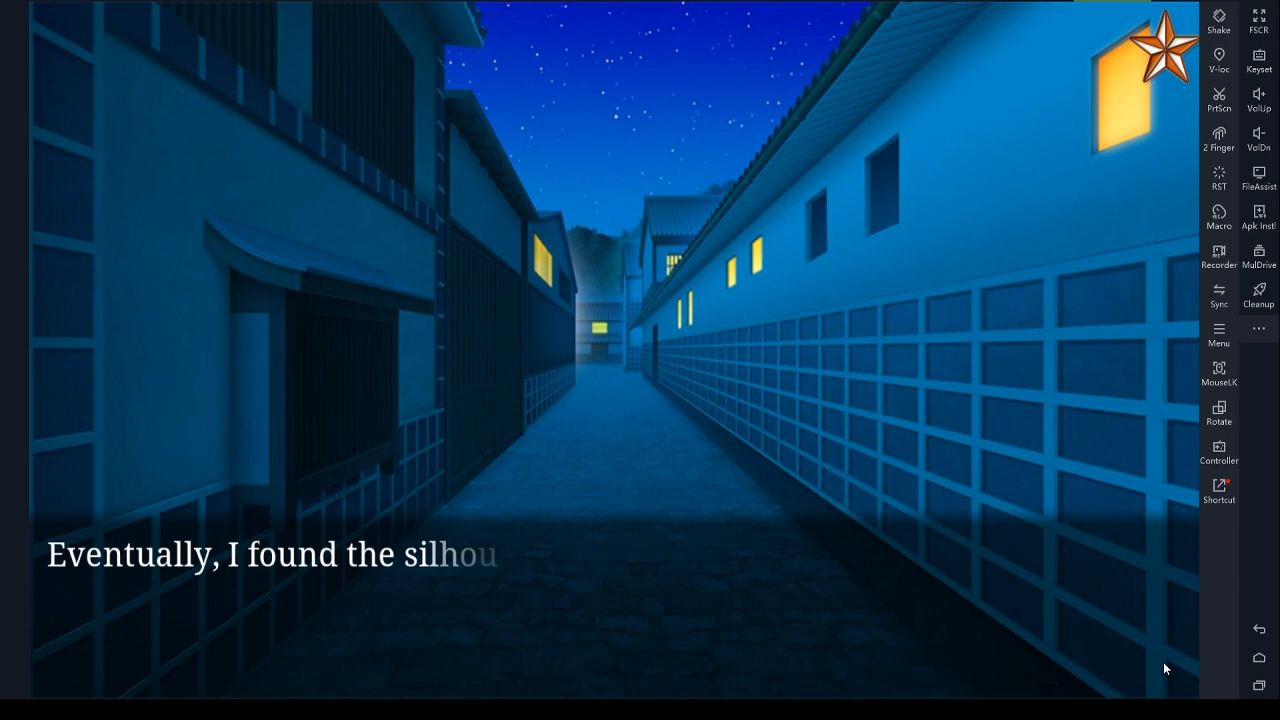 Eventually, I found the silhou
Shake
FSCR
V-loc
Keyset
PrtScn
VolUp
2 Finger
VolDn
RST
FileAssist
Macro
Apk Instl
Recorder
MulDrive
Sync
Cleanup
Menu
MouseLK
Rotate
Controller
Shortcut